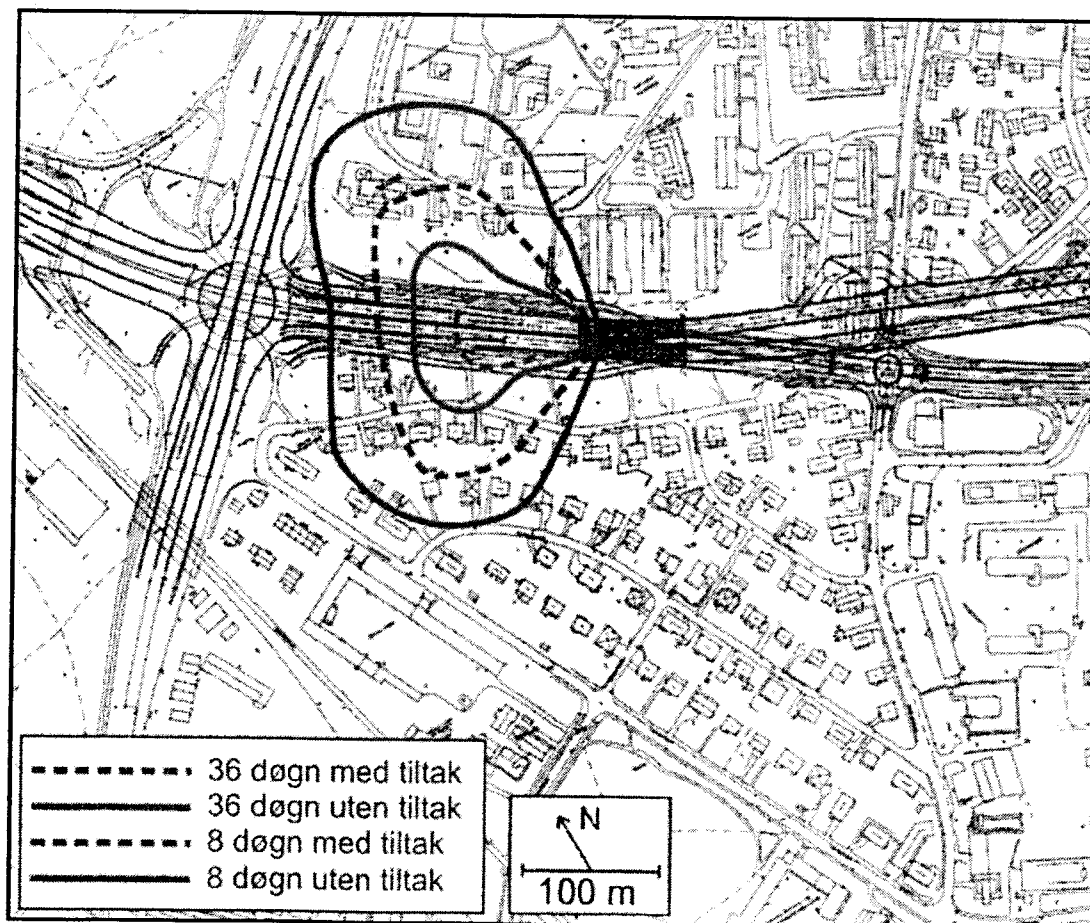 36 døgn med tiltak
36 døgn uten tiltak
8 døgn med tiltak
8 døgn uten tiltak
N
100 m